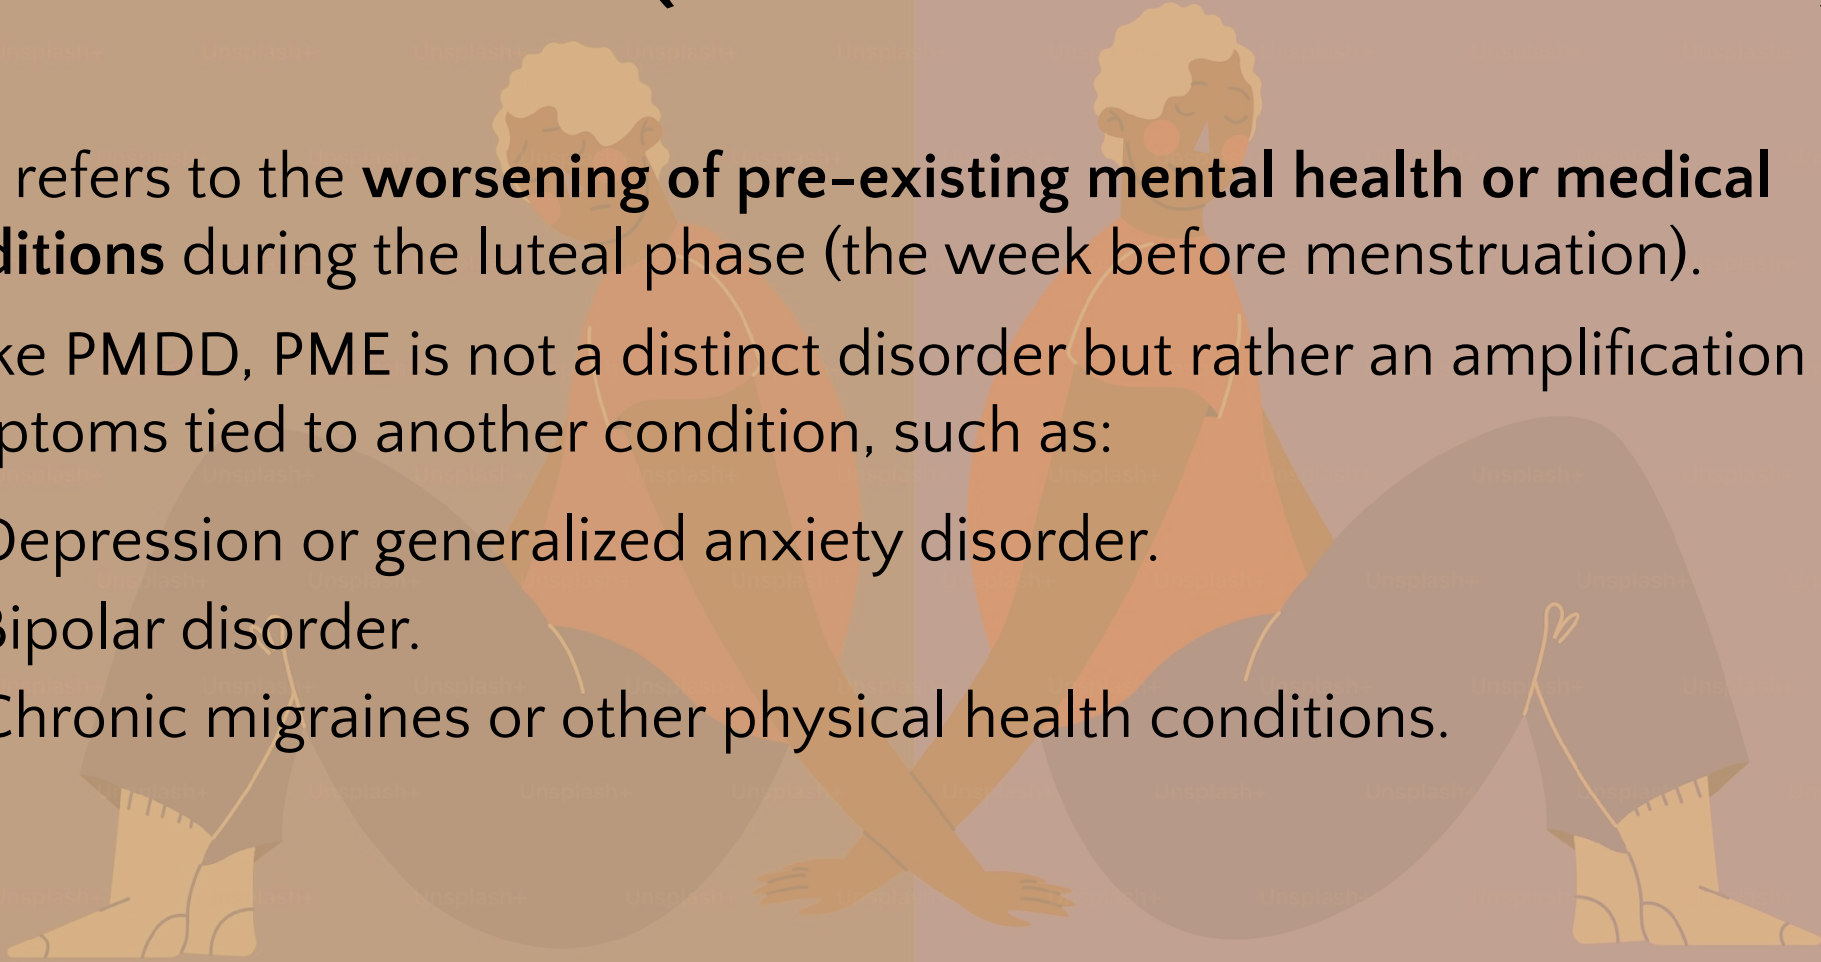 refers to the worsening of pre-existing mental health or medical
ditions during the luteal phase (the week before menstruation).
ke PMDD, PME is not a distinct disorder but rather an amplification
ptoms tied to another condition, such as:
Depression or generalized anxiety disorder.
Bipolar disorder.
Chronic migraines or other physical health conditions.